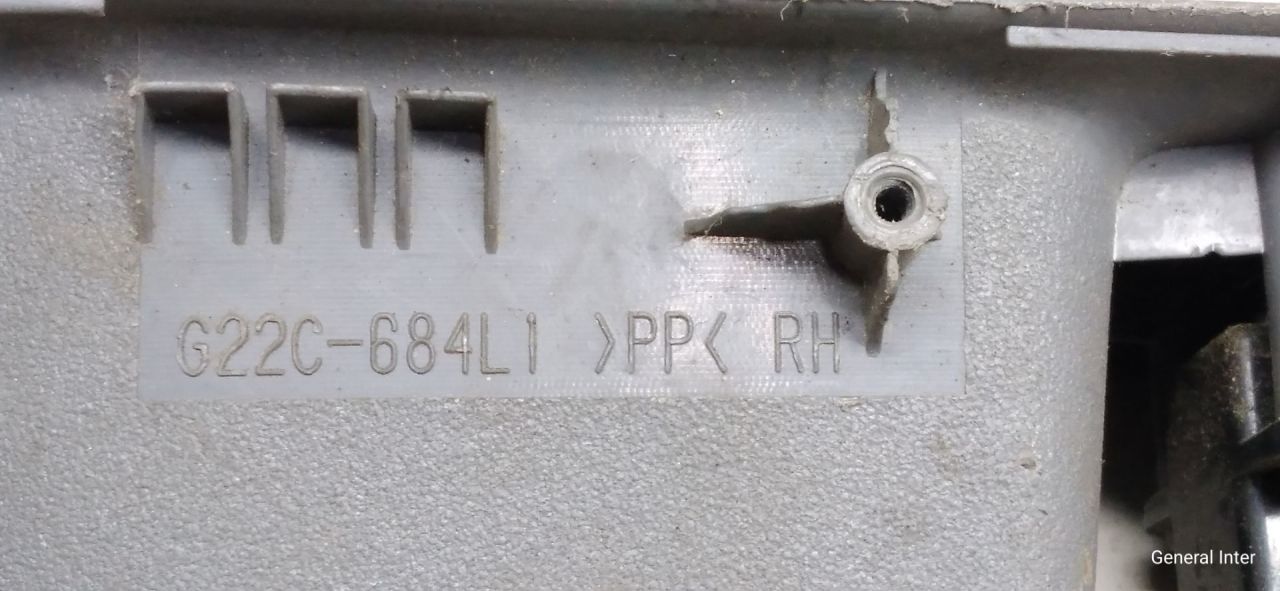 G22C-684L1 >PP< RH
General Inter